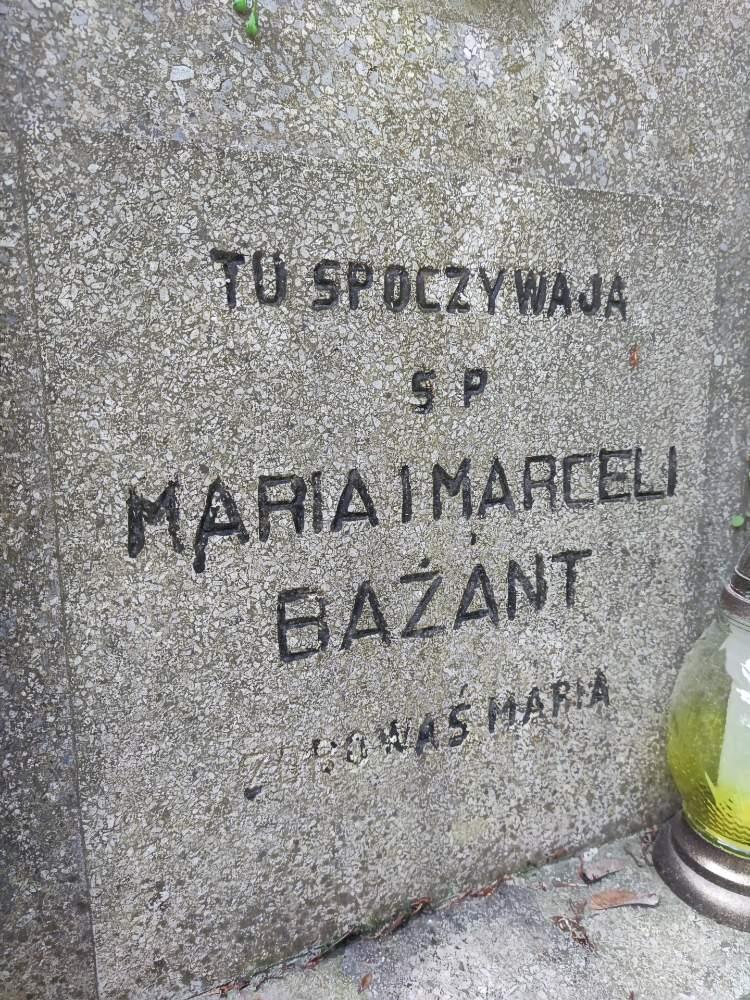 TU SPOCZYWAJĄ
S P
MARIA I MARCELI
BAŻANT
MARIA